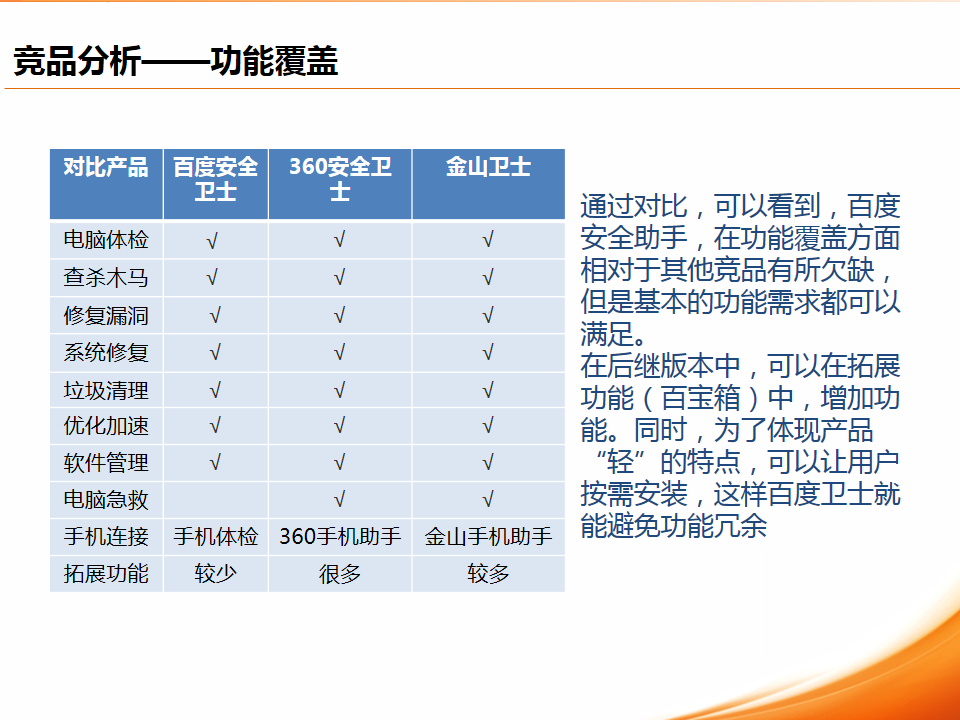 竞品分析——功能覆盖
对比产品 百度安全卫士 360安全卫士 金山卫士
电脑体检 √ √ √
查杀木马 √ √ √
修复漏洞 √ √ √
系统修复 √ √ √
垃圾清理 √ √ √
优化加速 √ √ √
软件管理 √ √ √
电脑急救 √ √
手机连接 手机体检 360手机助手 金山手机助手
拓展功能 较少 很多 较多
通过对比，可以看到，百度
安全助手，在功能覆盖方面
相对于其他竞品有所欠缺，
但是基本的功能需求都可以
满足。
在后继版本中，可以在拓展
功能（百宝箱）中，增加功
能。同时，为了体现产品
“轻”的特点，可以让用户
按需安装，这样百度卫士就
能避免功能冗余